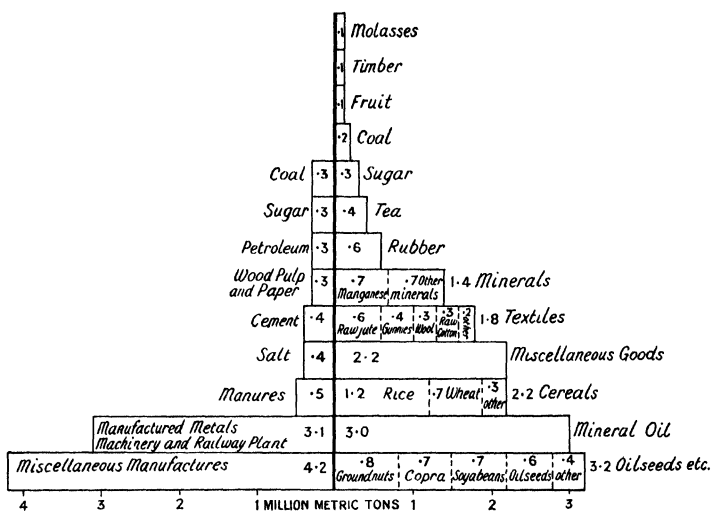 .1 Molasses
.1 Timber
.1 Fruit
.2 Coal
Coal .3 .3 Sugar
Sugar .3 .4 Tea
Petroleum .3 .6 Rubber
Wood Pulp
and Paper .3 .7 Manganese .7 Other minerals 1.4 Minerals
Cement .4 .6 Raw jute .4 Gunnies .3 Wool .3 Raw Cotton .2 other 1.8 Textiles
Salt .4 2.2 Miscellaneous Goods
Manures .5 1.2 Rice .7 Wheat .3 other 2.2 Cereals
Manufactured Metals
Machinery and Railway Plant 3.1 3.0 Mineral Oil
Miscellaneous Manufactures 4.2 .8 Groundnuts .7 Copra .7 Soyabeans .6 Oilseeds .4 other 3.2 Oilseeds etc.
4 3 2 1 MILLION METRIC TONS 1 2 3